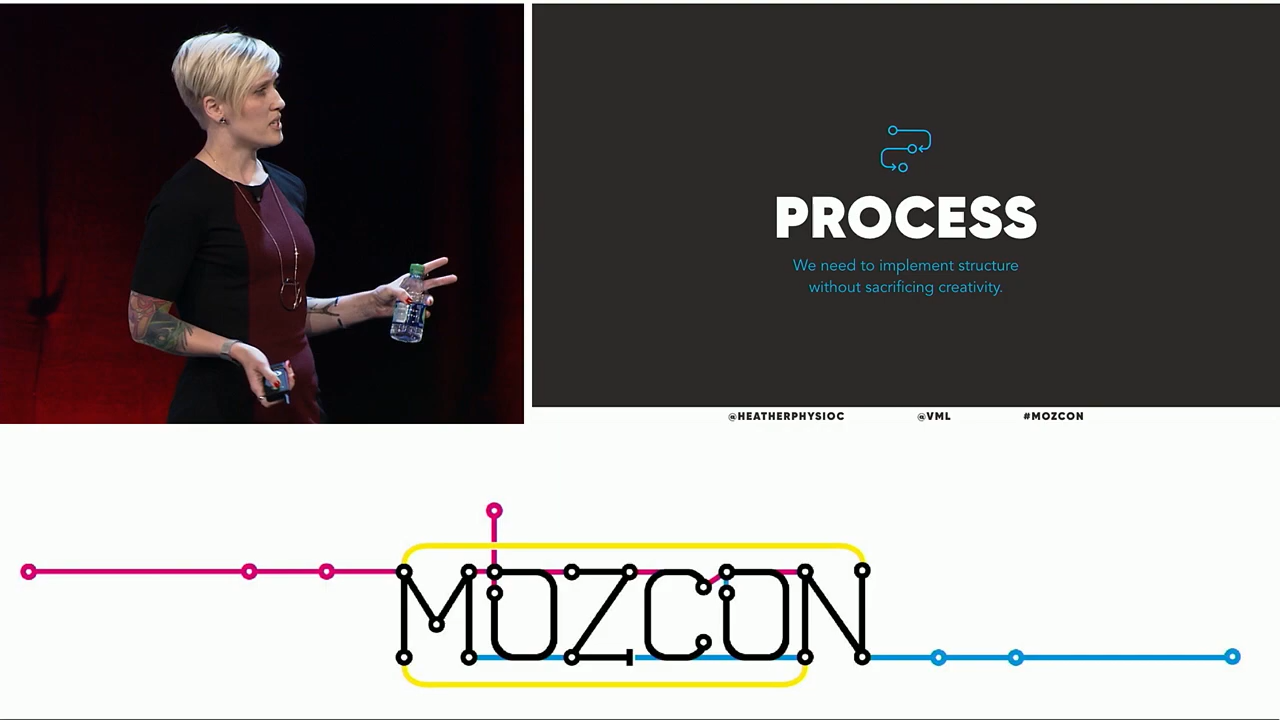 PROCESS
We need to implement structure
without sacrificing creativity.
@HEATHERPHYSIOC @VML #MOZCON
MOZCON